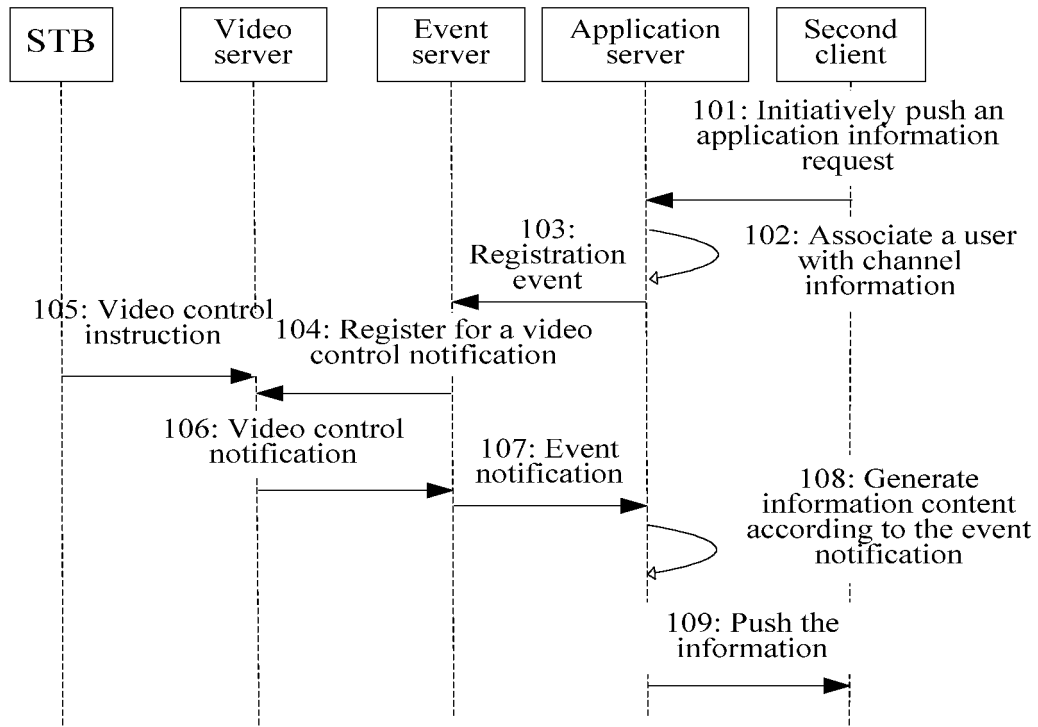 STB
Video
server
Event
server
Application
server
Second
client
101: Initiatively push an
application information
request
102: Associate a user
with channel
information
103:
Registration
event
104: Register for a video
control notification
105: Video control
instruction
106: Video control
notification
107: Event
notification
108: Generate
information content
according to the event
notification
109: Push the
information